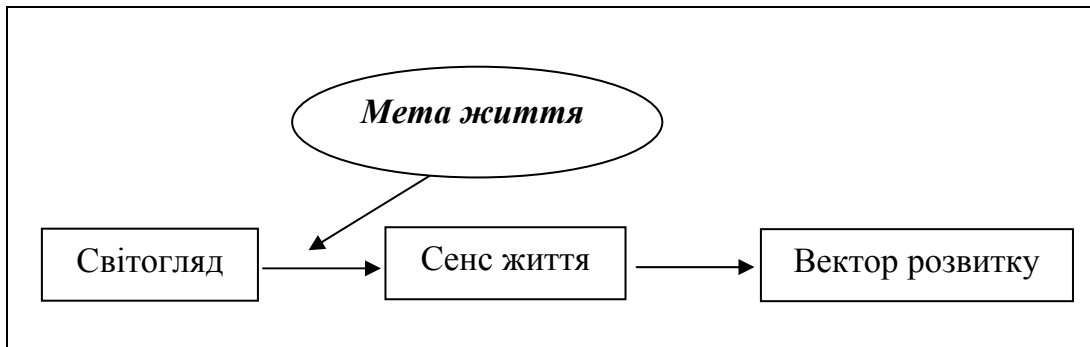 Мета життя
Світогляд
Сенс життя
Вектор розвитку